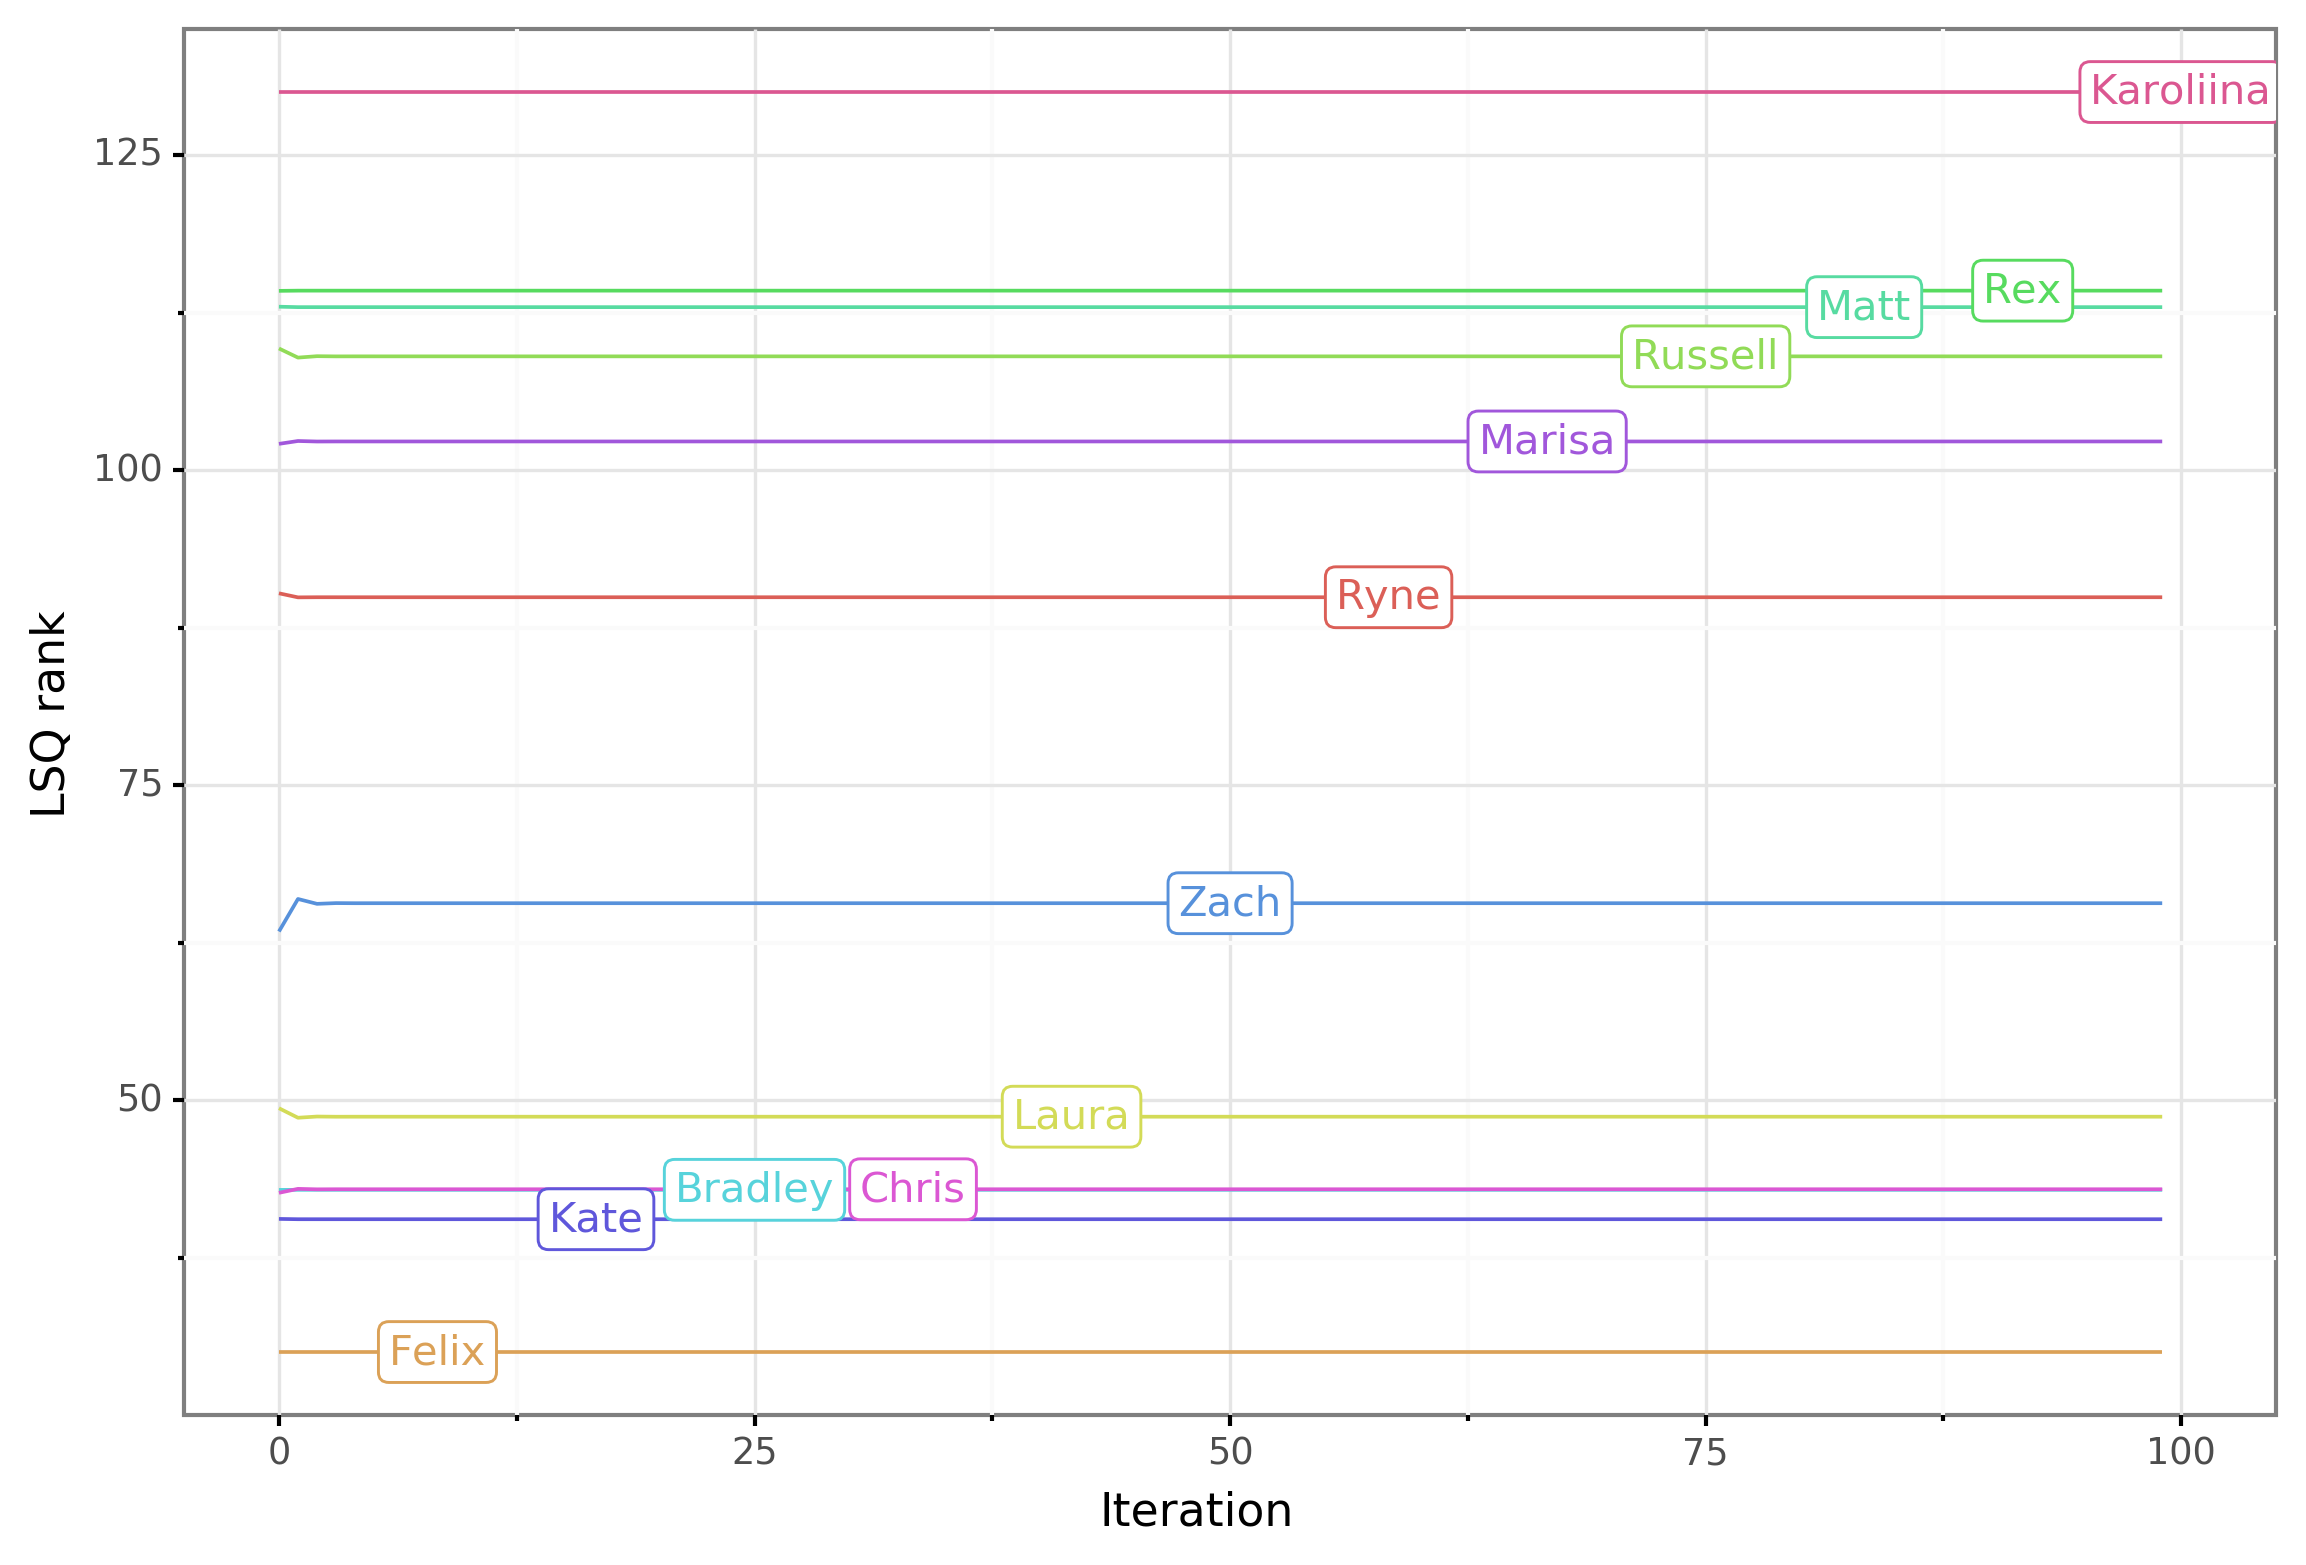 Karoliina
125
Rex
Matt
Russell
Marisa
100
Ryne
LSQ rank
75
Zach
50
Laura
Bradley
Chris
Kate
Felix
0 25 50 75 100
Iteration